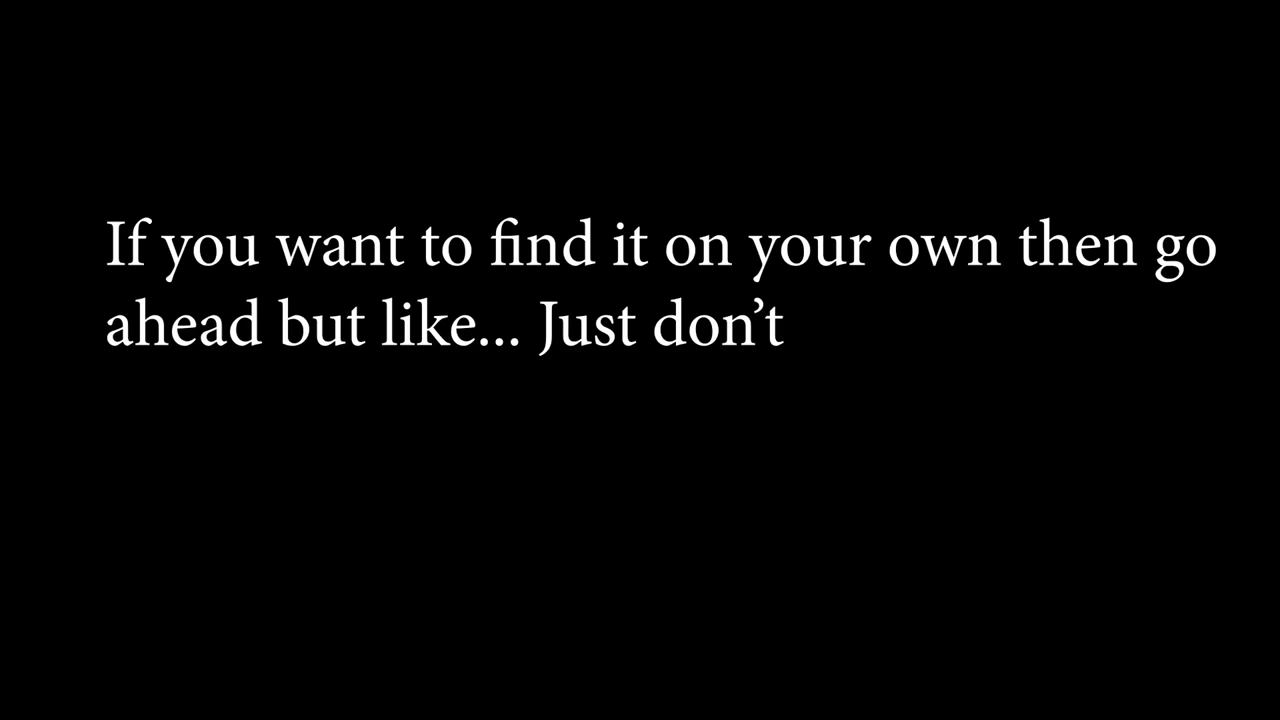 If you want to find it on your own then go
ahead but like... Just don’t